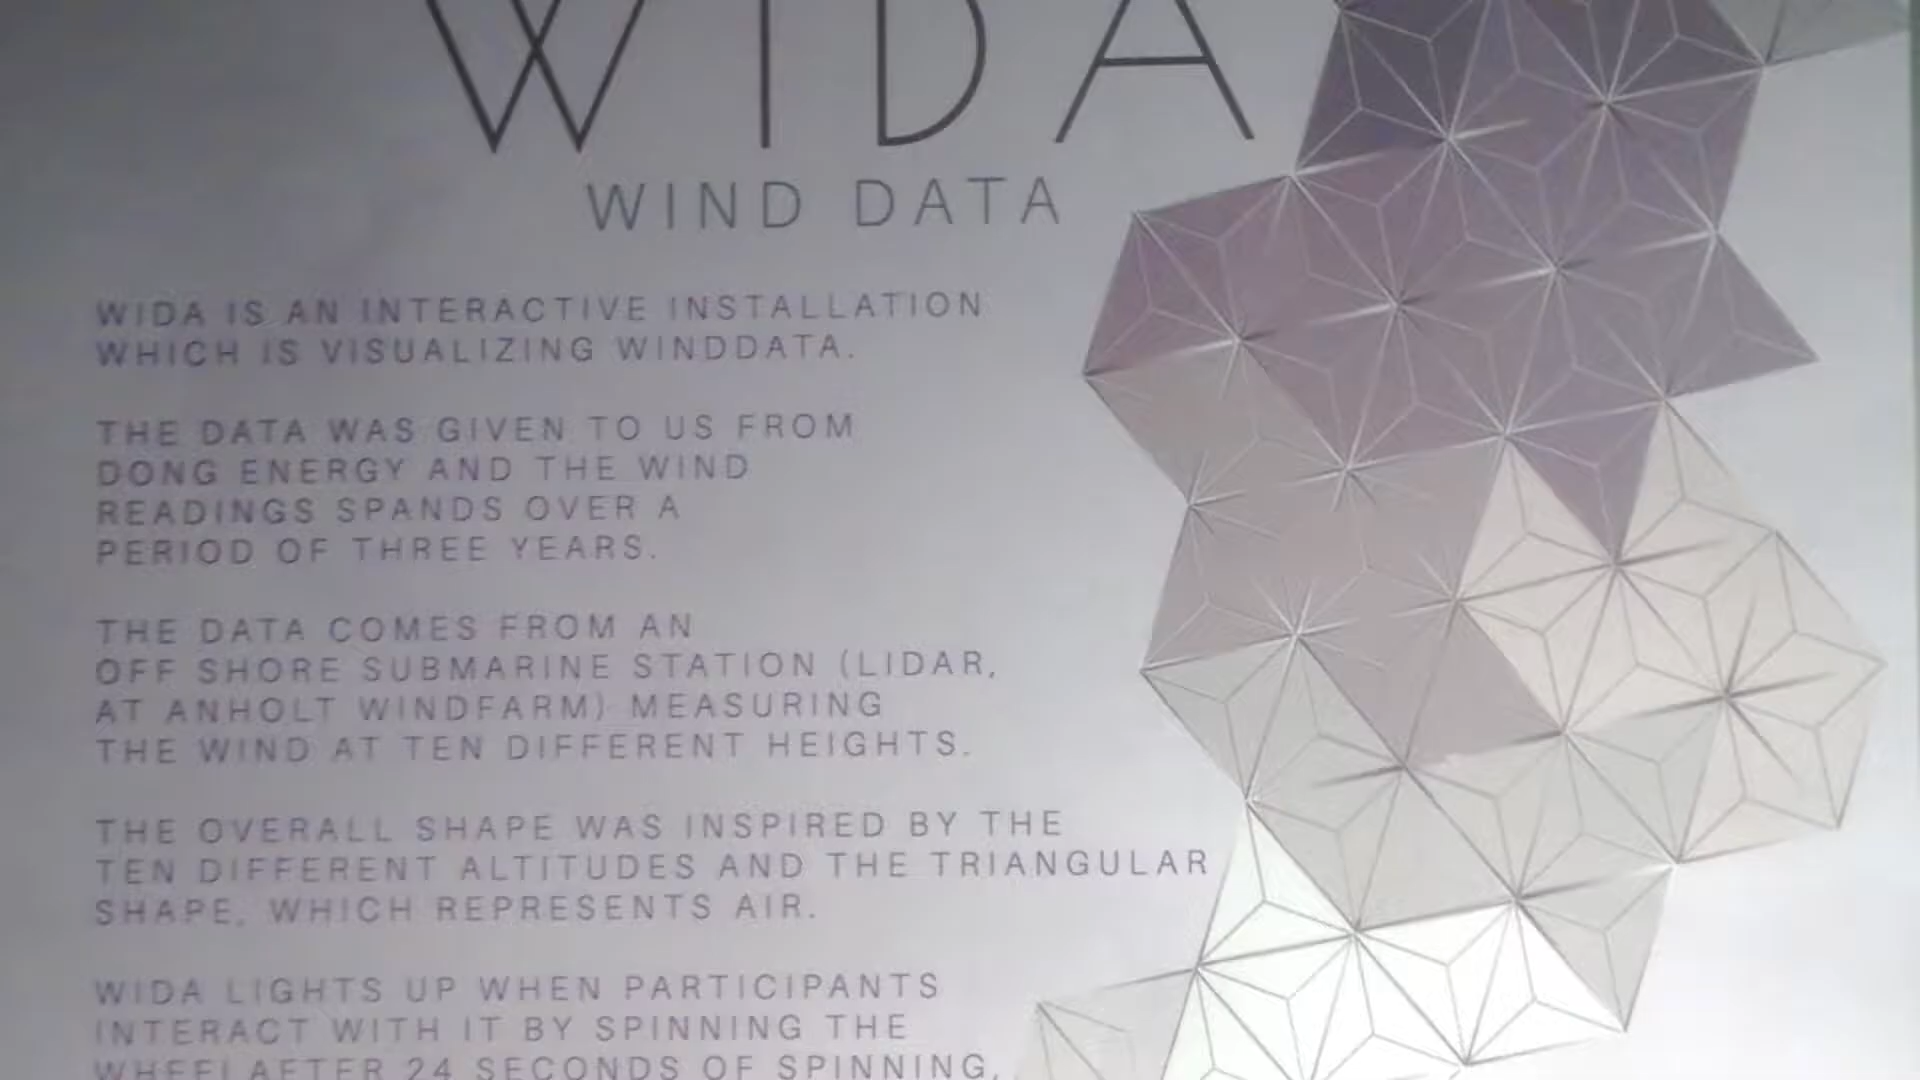 WIDA
WIND DATA
WIDA IS AN INTERACTIVE INSTALLATION
WHICH IS VISUALIZING WINDDATA.
THE DATA WAS GIVEN TO US FROM
DONG ENERGY AND THE WIND
READINGS SPANDS OVER A
PERIOD OF THREE YEARS.
THE DATA COMES FROM AN
OFF SHORE SUBMARINE STATION (LIDAR,
AT ANHOLT WINDFARM) MEASURING
THE WIND AT TEN DIFFERENT HEIGHTS.
THE OVERALL SHAPE WAS INSPIRED BY THE
TEN DIFFERENT ALTITUDES AND THE TRIANGULAR
SHAPE, WHICH REPRESENTS AIR.
WIDA LIGHTS UP WHEN PARTICIPANTS
INTERACT WITH IT BY SPINNING THE
WHEEL AFTER 24 SECONDS OF SPINNING,